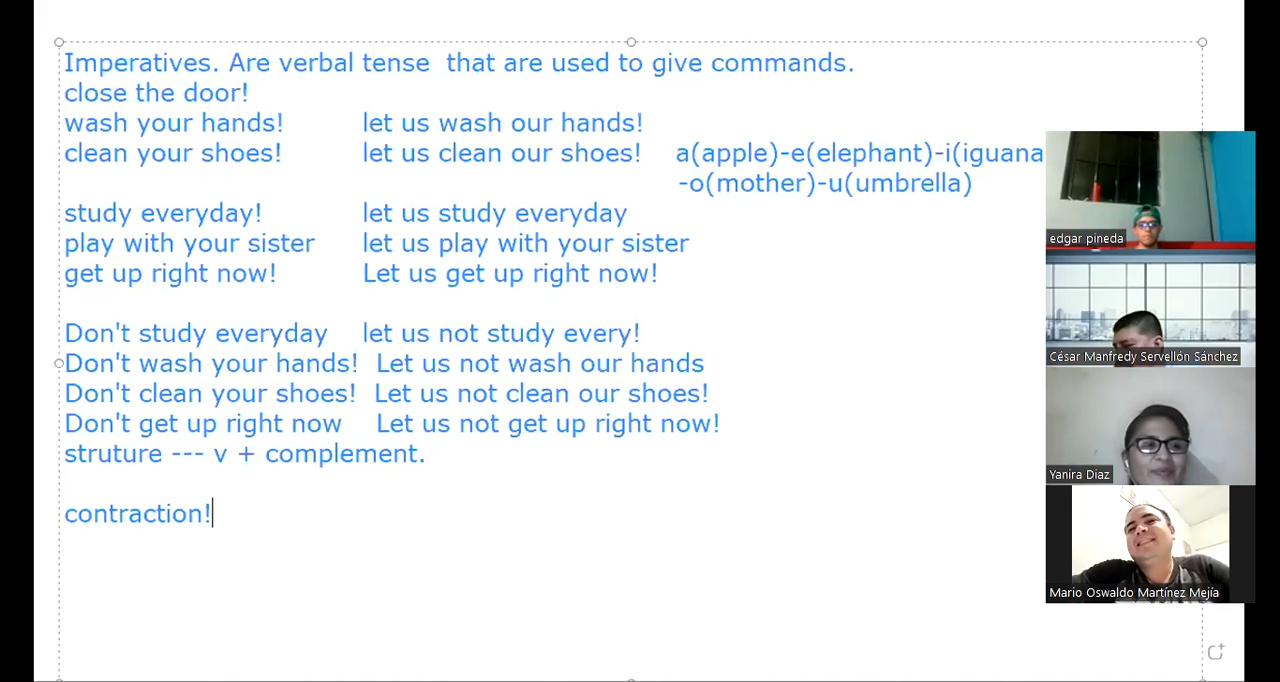 Imperatives. Are verbal tense  that are used to give commands.
close the door!
wash your hands!    let us wash our hands!
clean your shoes!    let us clean our shoes!    a(apple)-e(elephant)-i(iguana
-o(mother)-u(umbrella)
study everyday!    let us study everyday
play with your sister    let us play with your sister
get up right now!    Let us get up right now!
Don't study everyday    let us not study every!
Don't wash your hands!  Let us not wash our hands
Don't clean your shoes!  Let us not clean our shoes!
Don't get up right now    Let us not get up right now!
struture --- v + complement.
contraction!
edgar pineda
César Manfredy Servellón Sánchez
Yanira Diaz
Mario Oswaldo Martínez Mejía